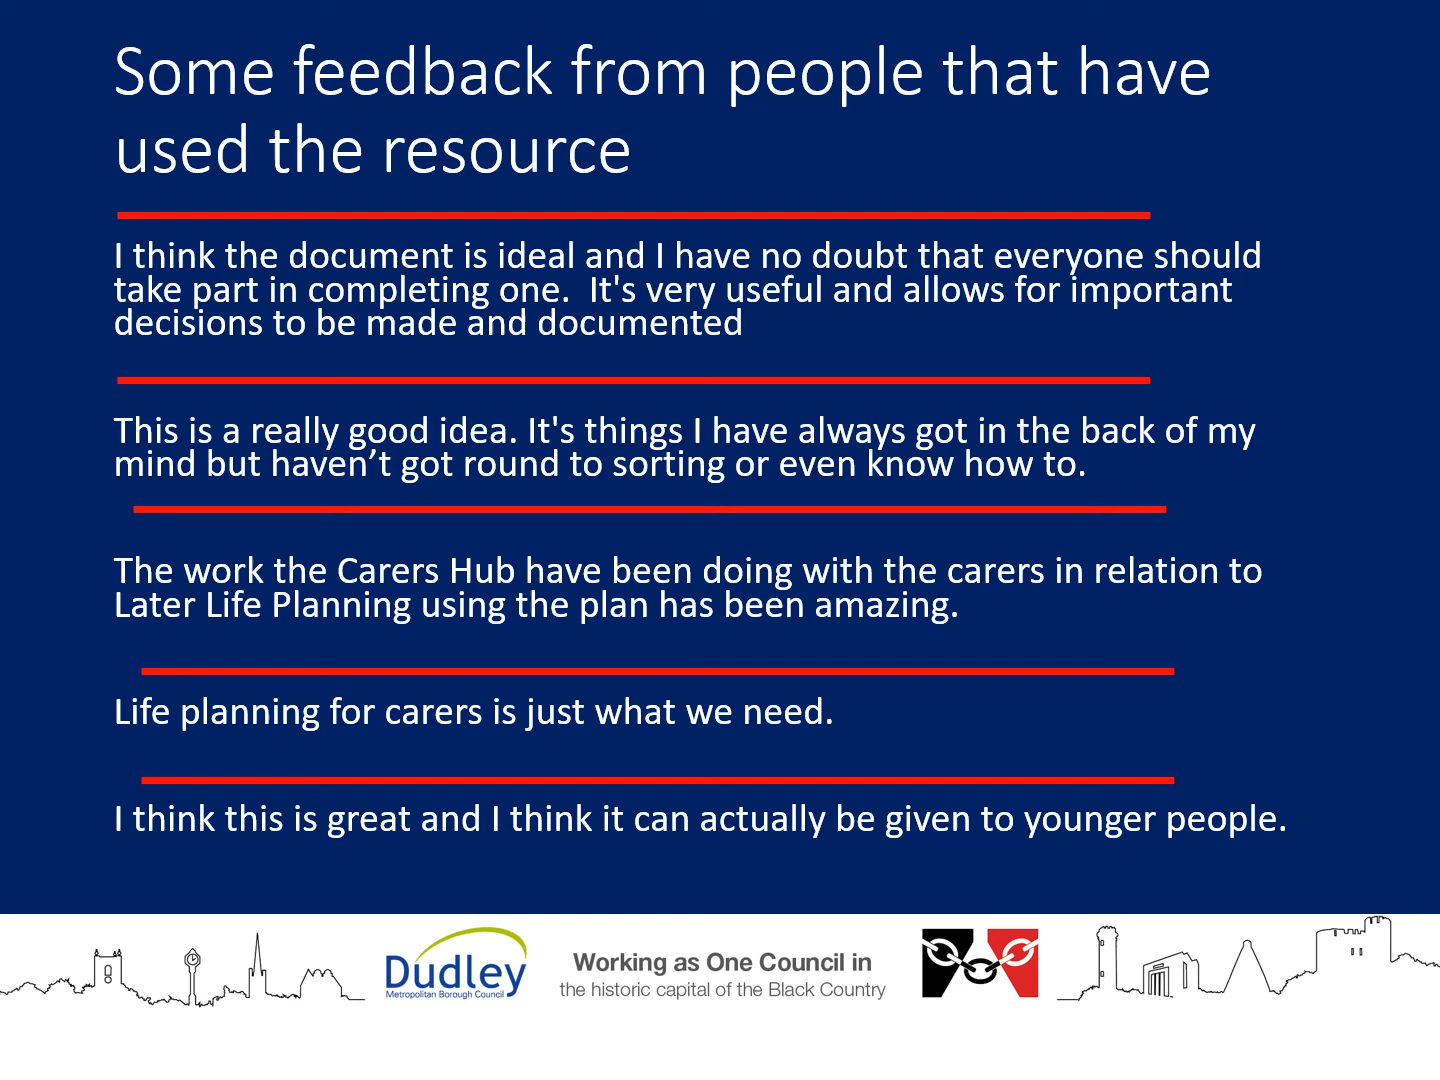 Some feedback from people that have
used the resource
I think the document is ideal and I have no doubt that everyone should
take part in completing one.  It's very useful and allows for important
decisions to be made and documented
This is a really good idea. It's things I have always got in the back of my
mind but haven’t got round to sorting or even know how to.
The work the Carers Hub have been doing with the carers in relation to
Later Life Planning using the plan has been amazing.
Life planning for carers is just what we need.
I think this is great and I think it can actually be given to younger people.
Dudley
Metropolitan Borough Council
Working as One Council in
the historic capital of the Black Country